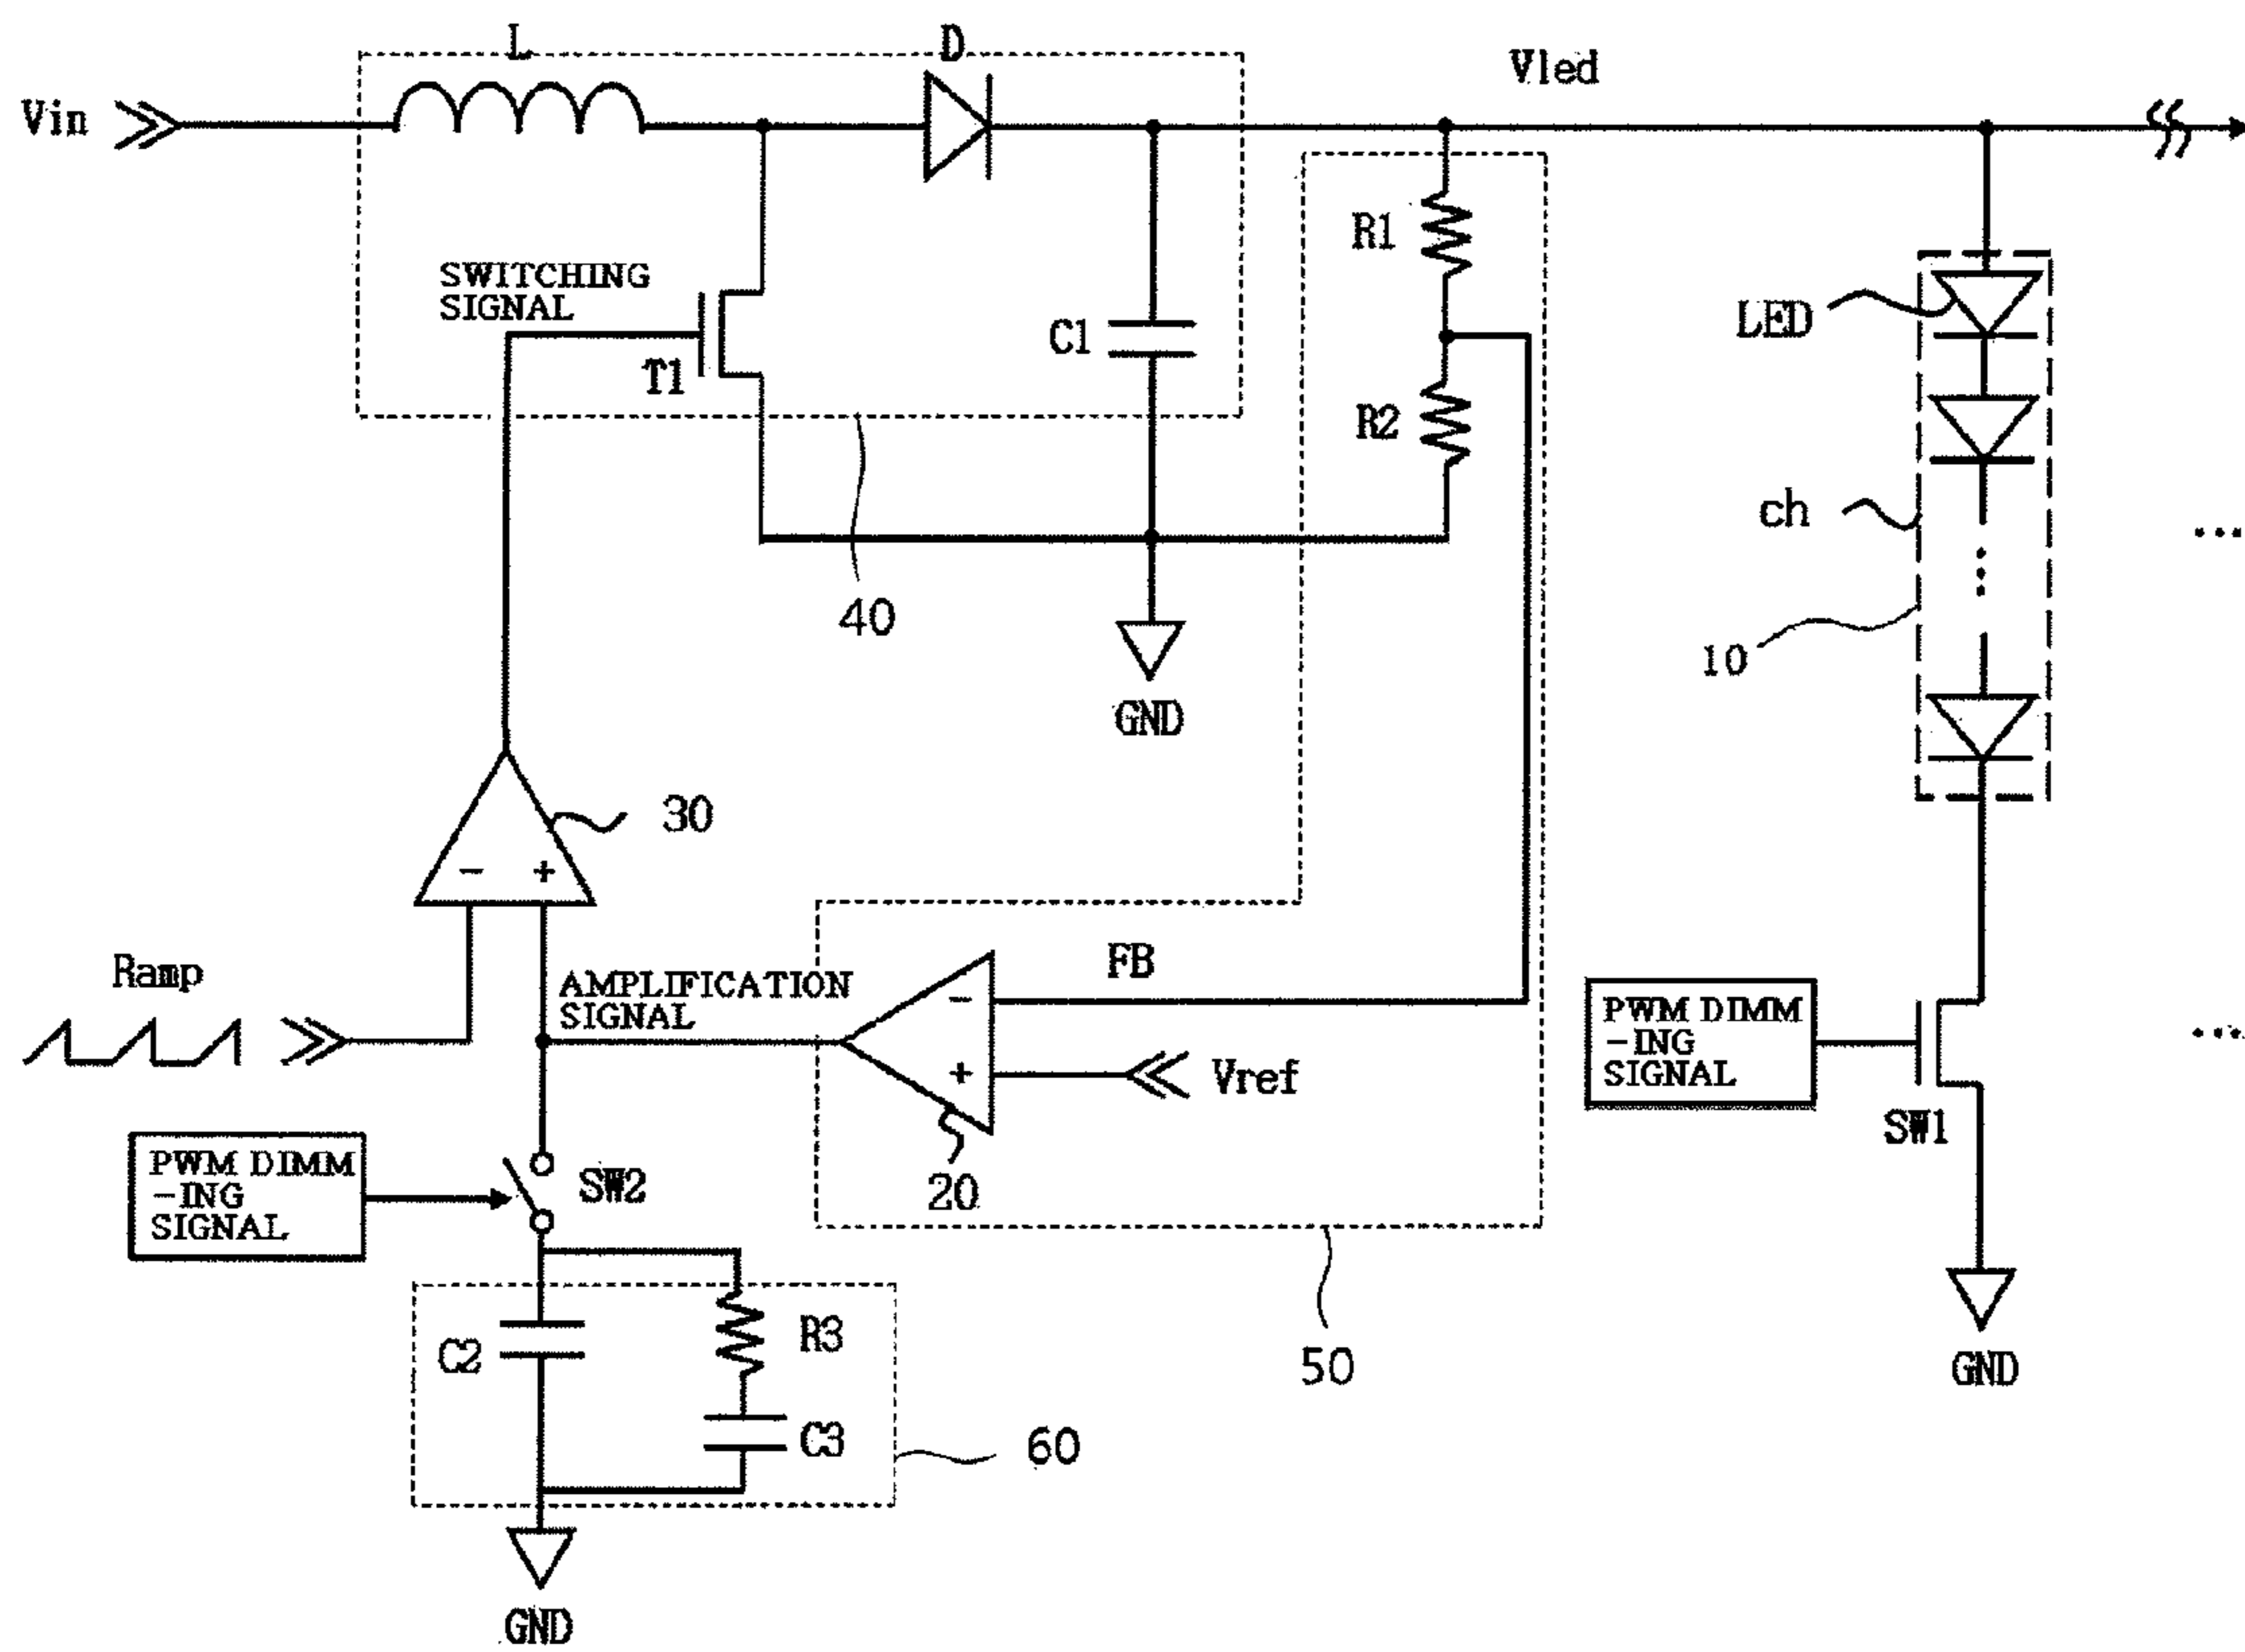 L
D
Vled
Vin
R1
SWITCHING
SIGNAL
LED
C1
T1
R2
ch
40
10
GND
30
- +
FB
Ramp
AMPLIFICATION
SIGNAL
-
PWM DIMM
-ING
SIGNAL
+
Vref
SW1
PWM DIMM
-ING
SIGNAL
SW2
20
R3
C2
50
GND
C3
60
GND